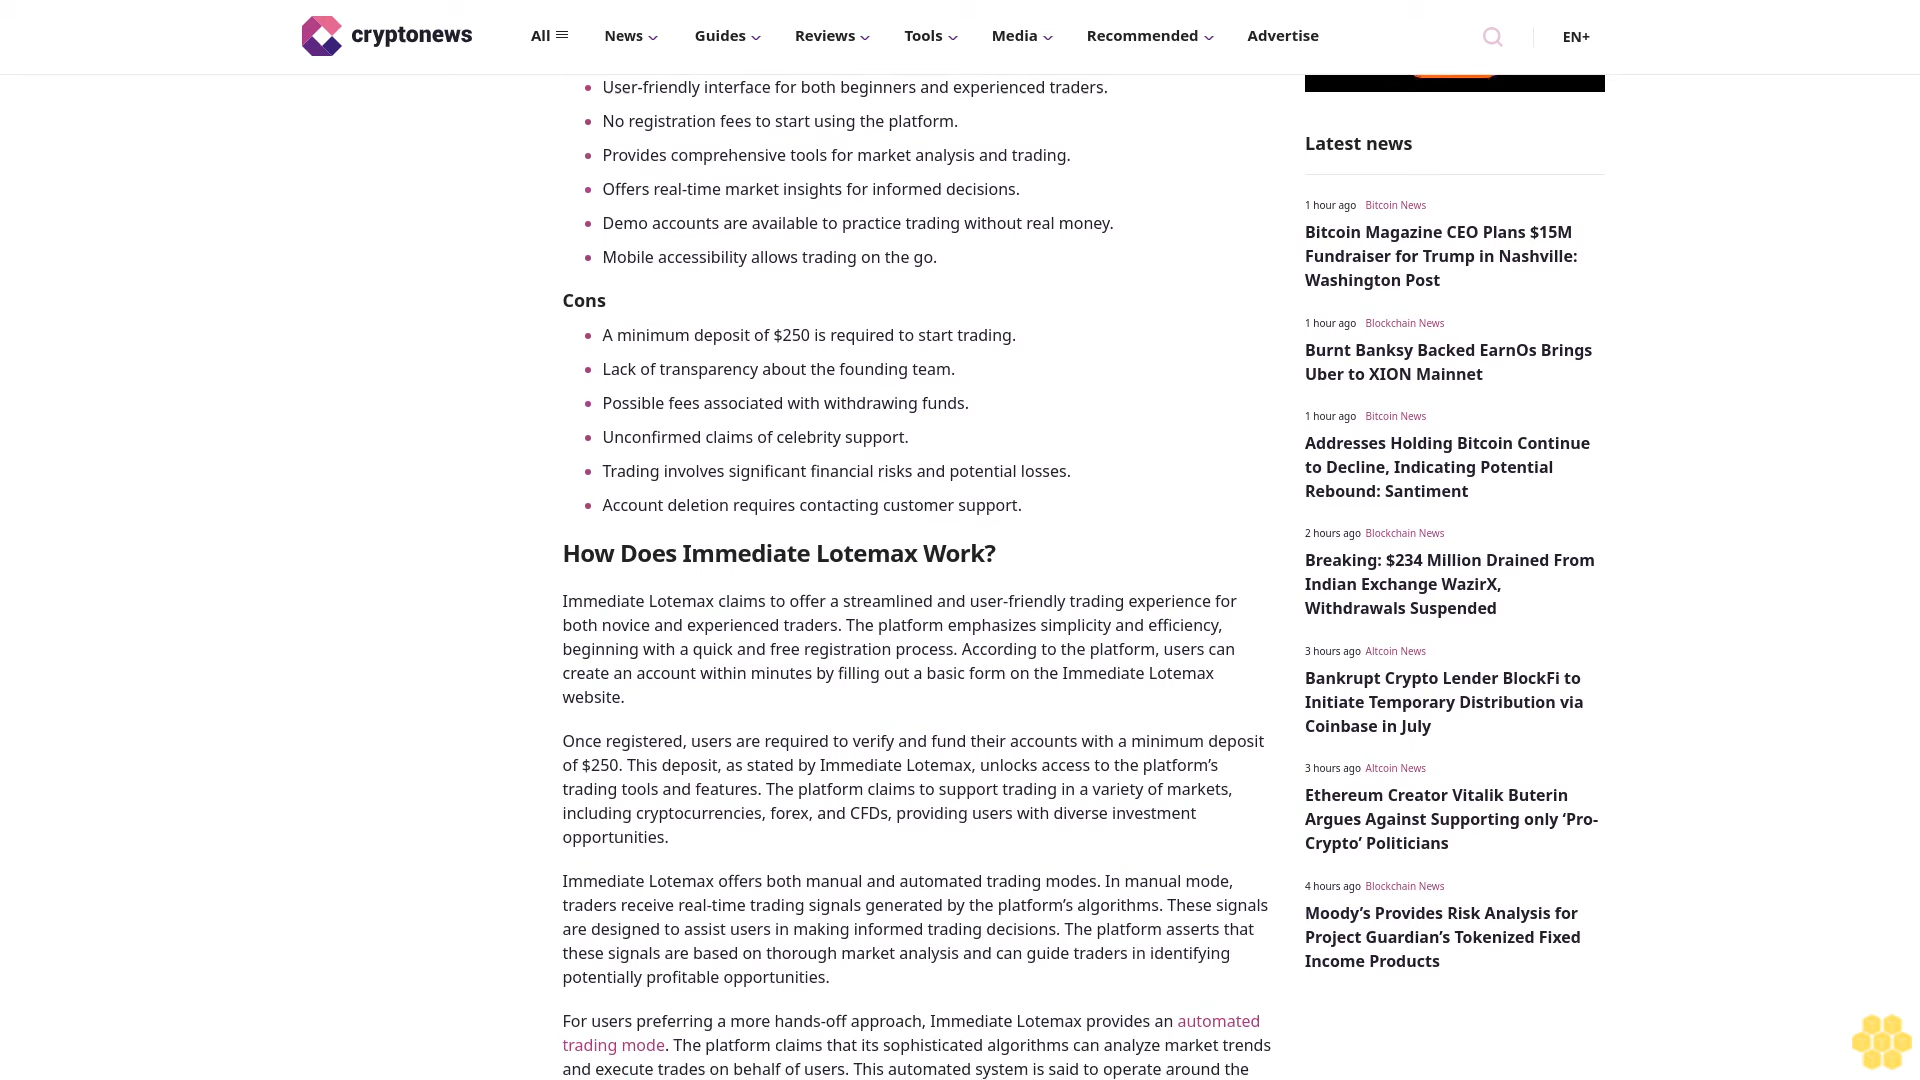 cryptonews
All
News
Guides
Reviews
Tools
Media
Recommended
Advertise
EN+
User-friendly interface for both beginners and experienced traders.
No registration fees to start using the platform.
Provides comprehensive tools for market analysis and trading.
Offers real-time market insights for informed decisions.
Demo accounts are available to practice trading without real money.
Mobile accessibility allows trading on the go.
Cons
A minimum deposit of $250 is required to start trading.
Lack of transparency about the founding team.
Possible fees associated with withdrawing funds.
Unconfirmed claims of celebrity support.
Trading involves significant financial risks and potential losses.
Account deletion requires contacting customer support.
How Does Immediate Lotemax Work?
Immediate Lotemax claims to offer a streamlined and user-friendly trading experience for
both novice and experienced traders. The platform emphasizes simplicity and efficiency,
beginning with a quick and free registration process. According to the platform, users can
create an account within minutes by filling out a basic form on the Immediate Lotemax
website.
Once registered, users are required to verify and fund their accounts with a minimum deposit
of $250. This deposit, as stated by Immediate Lotemax, unlocks access to the platform’s
trading tools and features. The platform claims to support trading in a variety of markets,
including cryptocurrencies, forex, and CFDs, providing users with diverse investment
opportunities.
Immediate Lotemax offers both manual and automated trading modes. In manual mode,
traders receive real-time trading signals generated by the platform’s algorithms. These signals
are designed to assist users in making informed trading decisions. The platform asserts that
these signals are based on thorough market analysis and can guide traders in identifying
potentially profitable opportunities.
For users preferring a more hands-off approach, Immediate Lotemax provides an automated
trading mode. The platform claims that its sophisticated algorithms can analyze market trends
and execute trades on behalf of users. This automated system is said to operate around the
Latest news
1 hour ago Bitcoin News
Bitcoin Magazine CEO Plans $15M
Fundraiser for Trump in Nashville:
Washington Post
1 hour ago Blockchain News
Burnt Banksy Backed EarnOs Brings
Uber to XION Mainnet
1 hour ago Bitcoin News
Addresses Holding Bitcoin Continue
to Decline, Indicating Potential
Rebound: Santiment
2 hours ago Blockchain News
Breaking: $234 Million Drained From
Indian Exchange WazirX,
Withdrawals Suspended
3 hours ago Altcoin News
Bankrupt Crypto Lender BlockFi to
Initiate Temporary Distribution via
Coinbase in July
3 hours ago Altcoin News
Ethereum Creator Vitalik Buterin
Argues Against Supporting only ‘Pro-
Crypto’ Politicians
4 hours ago Blockchain News
Moody’s Provides Risk Analysis for
Project Guardian’s Tokenized Fixed
Income Products